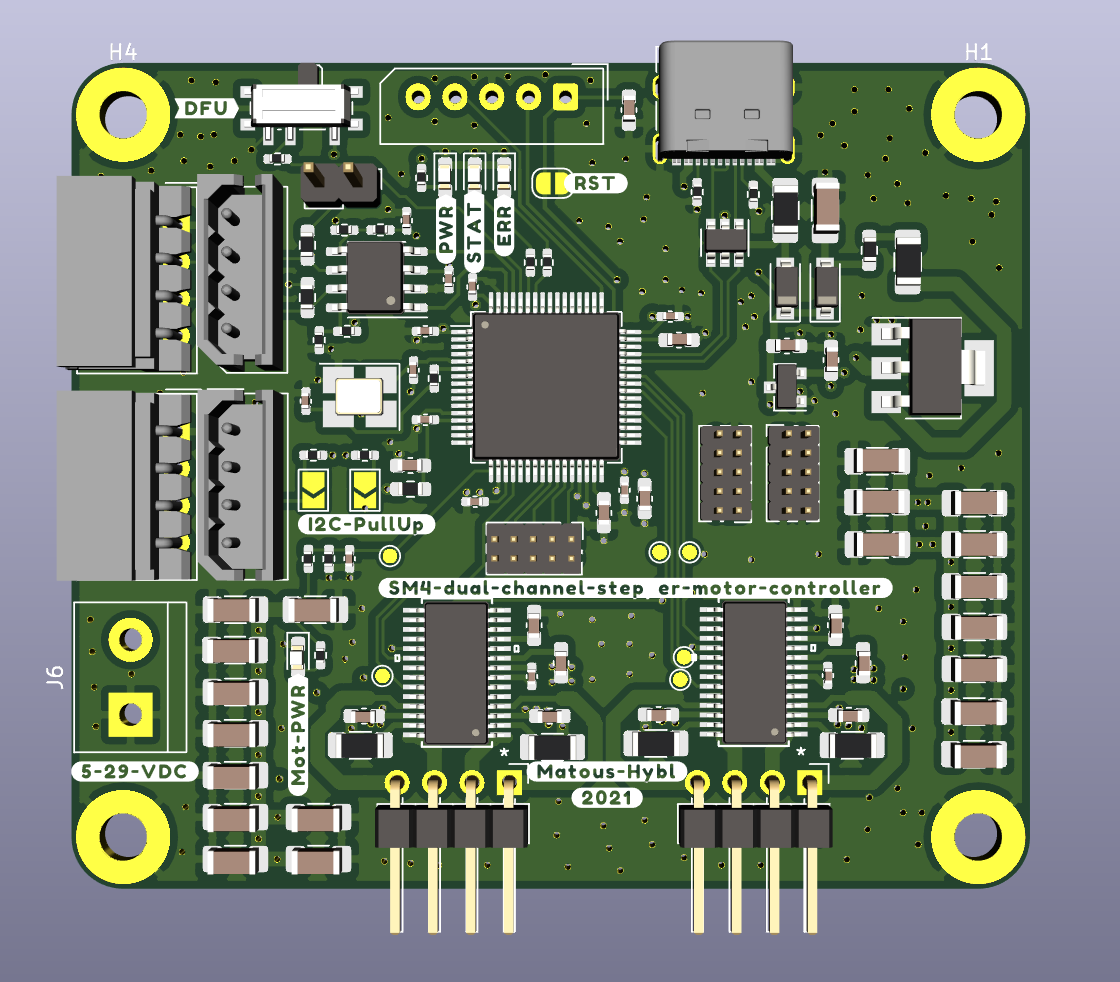 H4
H1
DFU
RST
PWR
STAT
ERR
I2C-PullUp
SM4-dual-channel-step er-motor-controller
J6
Mot-PWR
5-29-VDC
*
*
Matous-Hybl
2021